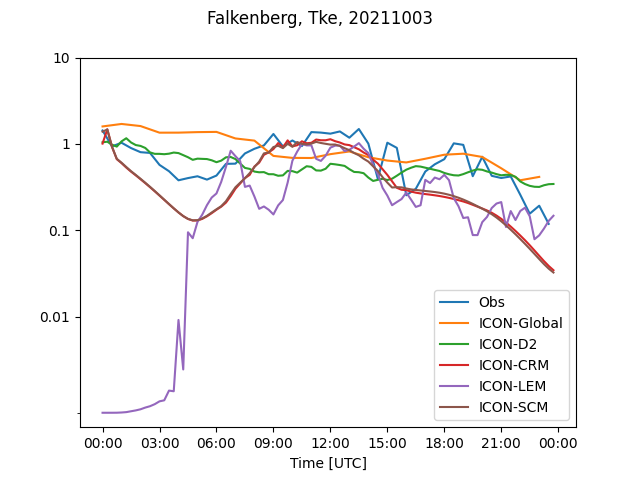 Falkenberg, Tke, 20211003
10
1
0.1
0.01
Obs
ICON-Global
ICON-D2
ICON-CRM
ICON-LEM
ICON-SCM
00:00 03:00 06:00 09:00 12:00 15:00 18:00 21:00 00:00
Time [UTC]